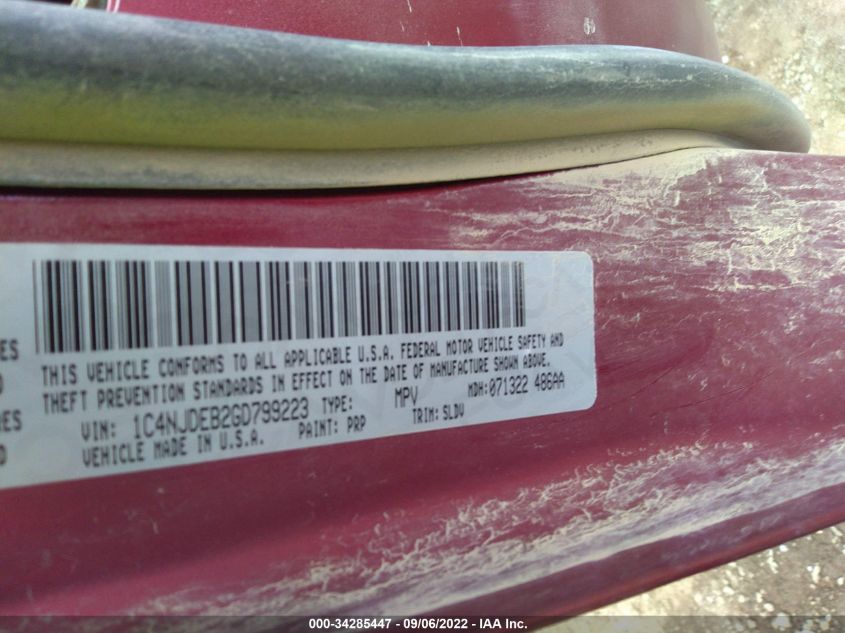 ES
THIS VEHICLE CONFORMS TO ALL APPLICABLE U.S.A. FEDERAL MOTOR VEHICLE SAFETY AND
THEFT PREVENTION STANDARDS IN EFFECT ON THE DATE OF MANUFACTURE SHOWN ABOVE.
RES
VIN: 1C4NJDEB2GD799223 TYPE: MPV MDH:071322 486AA
VEHICLE MADE IN U.S.A. PAINT: PRP TRIM: SLDV
000-34285447 - 09/06/2022 - IAA Inc.